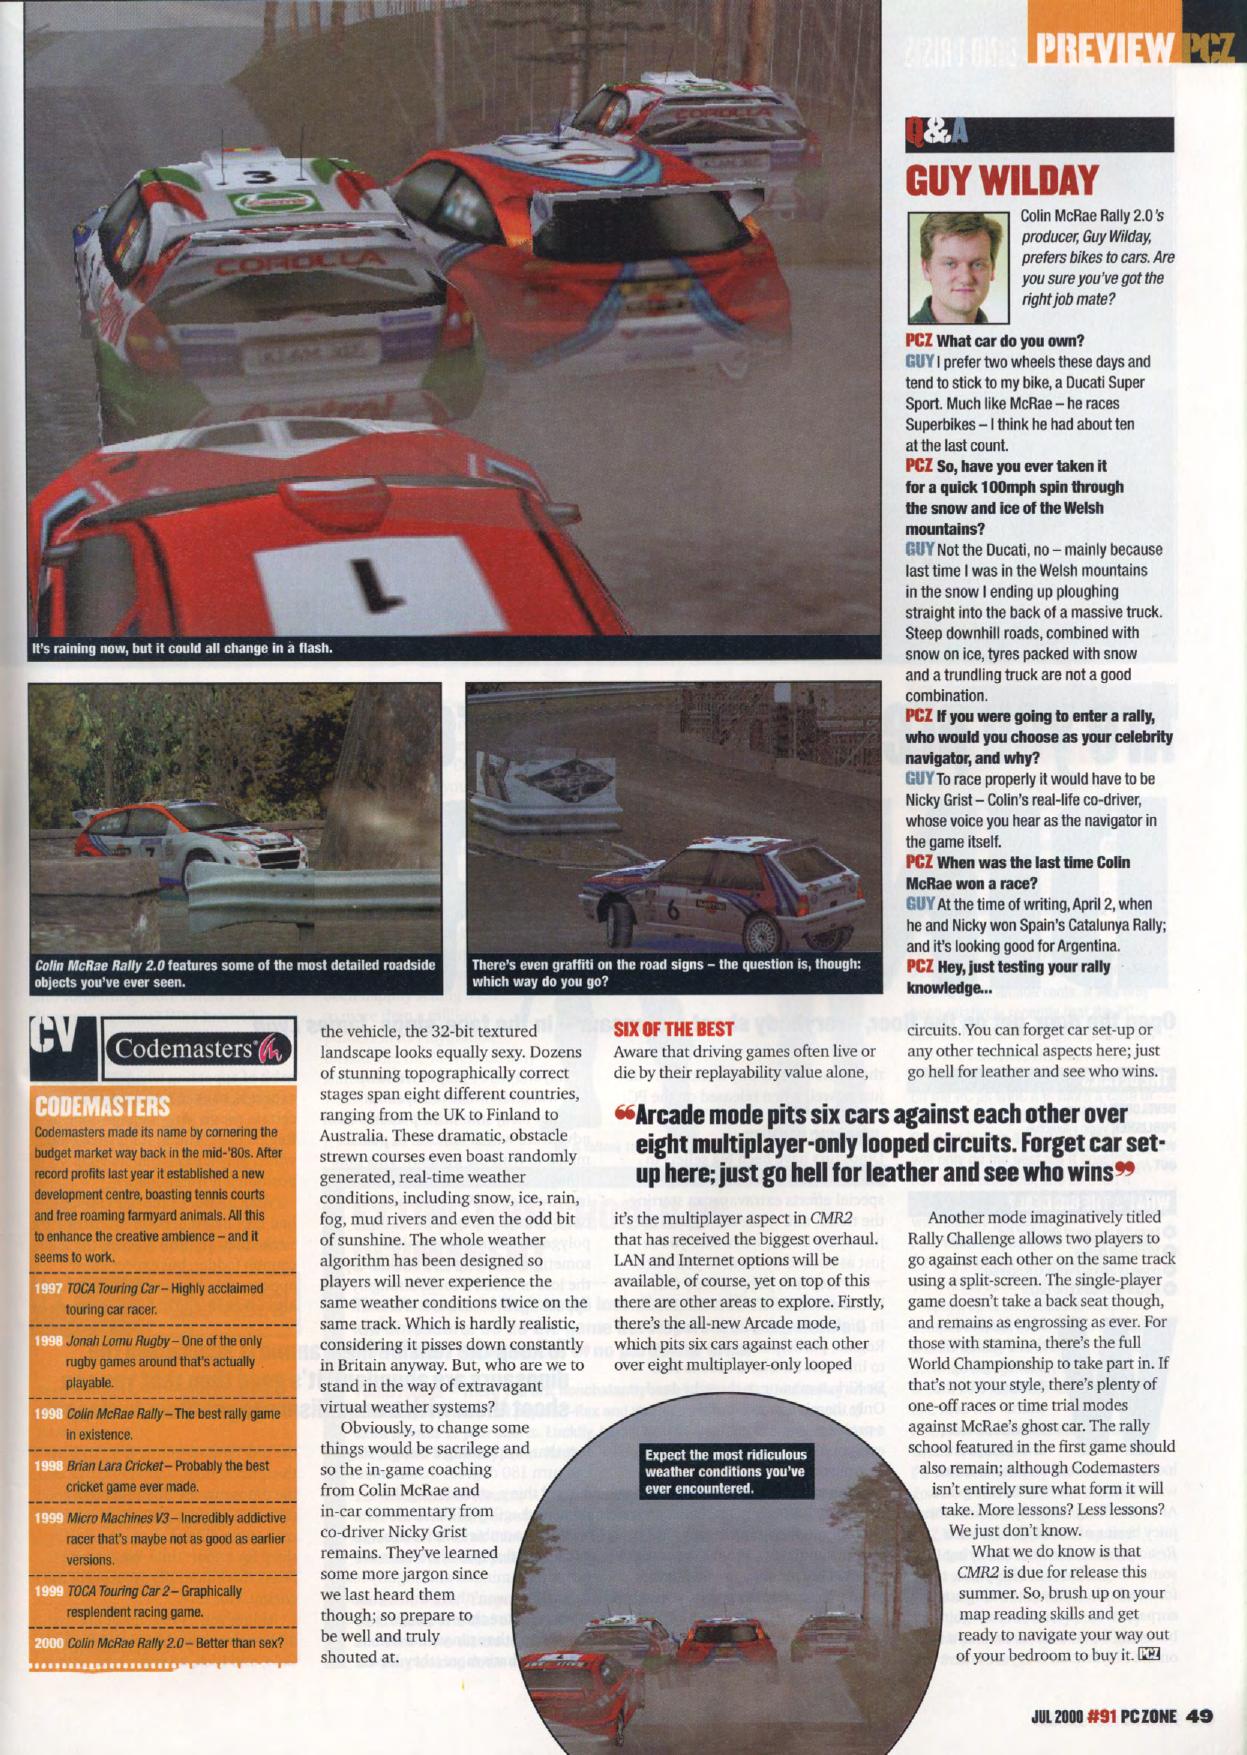 PREVIEW PCZ
3
COROLLA
Castrol
COROLLA
1
It's raining now, but it could all change in a flash.
7
Colin McRae Rally 2.0 features some of the most detailed roadside
objects you've ever seen.
6
MARTINI
There's even graffiti on the road signs – the question is, though:
which way do you go?
Q&A
GUY WILDAY
Colin McRae Rally 2.0's
producer, Guy Wilday,
prefers bikes to cars. Are
you sure you've got the
right job mate?
PCZ What car do you own?
GUY I prefer two wheels these days and
tend to stick to my bike, a Ducati Super
Sport. Much like McRae – he races
Superbikes – I think he had about ten
at the last count.
PCZ So, have you ever taken it
for a quick 100mph spin through
the snow and ice of the Welsh
mountains?
GUY Not the Ducati, no – mainly because
last time I was in the Welsh mountains
in the snow I ending up ploughing
straight into the back of a massive truck.
Steep downhill roads, combined with
snow on ice, tyres packed with snow
and a trundling truck are not a good
combination.
PCZ If you were going to enter a rally,
who would you choose as your celebrity
navigator, and why?
GUY To race properly it would have to be
Nicky Grist – Colin's real-life co-driver,
whose voice you hear as the navigator in
the game itself.
PCZ When was the last time Colin
McRae won a race?
GUY At the time of writing, April 2, when
he and Nicky won Spain's Catalunya Rally;
and it's looking good for Argentina.
PCZ Hey, just testing your rally
knowledge...
CV
Codemasters
CODEMASTERS
Codemasters made its name by cornering the
budget market way back in the mid-'80s. After
record profits last year it established a new
development centre, boasting tennis courts
and free roaming farmyard animals. All this
to enhance the creative ambience – and it
seems to work.
1997 TOCA Touring Car – Highly acclaimed
touring car racer.
1998 Jonah Lomu Rugby – One of the only
rugby games around that's actually
playable.
1998 Colin McRae Rally – The best rally game
in existence.
1998 Brian Lara Cricket – Probably the best
cricket game ever made.
1999 Micro Machines V3 – Incredibly addictive
racer that's maybe not as good as earlier
versions.
1999 TOCA Touring Car 2 – Graphically
resplendent racing game.
2000 Colin McRae Rally 2.0 – Better than sex?
the vehicle, the 32-bit textured
landscape looks equally sexy. Dozens
of stunning topographically correct
stages span eight different countries,
ranging from the UK to Finland to
Australia. These dramatic, obstacle
strewn courses even boast randomly
generated, real-time weather
conditions, including snow, ice, rain,
fog, mud rivers and even the odd bit
of sunshine. The whole weather
algorithm has been designed so
players will never experience the
same weather conditions twice on the
same track. Which is hardly realistic,
considering it pisses down constantly
in Britain anyway. But, who are we to
stand in the way of extravagant
virtual weather systems?
Obviously, to change some
things would be sacrilege and
so the in-game coaching
from Colin McRae and
in-car commentary from
co-driver Nicky Grist
remains. They've learned
some more jargon since
we last heard them
though; so prepare to
be well and truly
shouted at.
SIX OF THE BEST
Aware that driving games often live or
die by their replayability value alone,
“Arcade mode pits six cars against each other over
eight multiplayer-only looped circuits. Forget car set-
up here; just go hell for leather and see who wins”
it's the multiplayer aspect in CMR2
that has received the biggest overhaul.
LAN and Internet options will be
available, of course, yet on top of this
there are other areas to explore. Firstly,
there's the all-new Arcade mode,
which pits six cars against each other
over eight multiplayer-only looped
Expect the most ridiculous
weather conditions you've
ever encountered.
circuits. You can forget car set-up or
any other technical aspects here; just
go hell for leather and see who wins.
Another mode imaginatively titled
Rally Challenge allows two players to
go against each other on the same track
using a split-screen. The single-player
game doesn't take a back seat though,
and remains as engrossing as ever. For
those with stamina, there's the full
World Championship to take part in. If
that's not your style, there's plenty of
one-off races or time trial modes
against McRae's ghost car. The rally
school featured in the first game should
also remain; although Codemasters
isn't entirely sure what form it will
take. More lessons? Less lessons?
We just don't know.
What we do know is that
CMR2 is due for release this
summer. So, brush up on your
map reading skills and get
ready to navigate your way out
of your bedroom to buy it. PCZ
JUL 2000 #91 PC ZONE 49